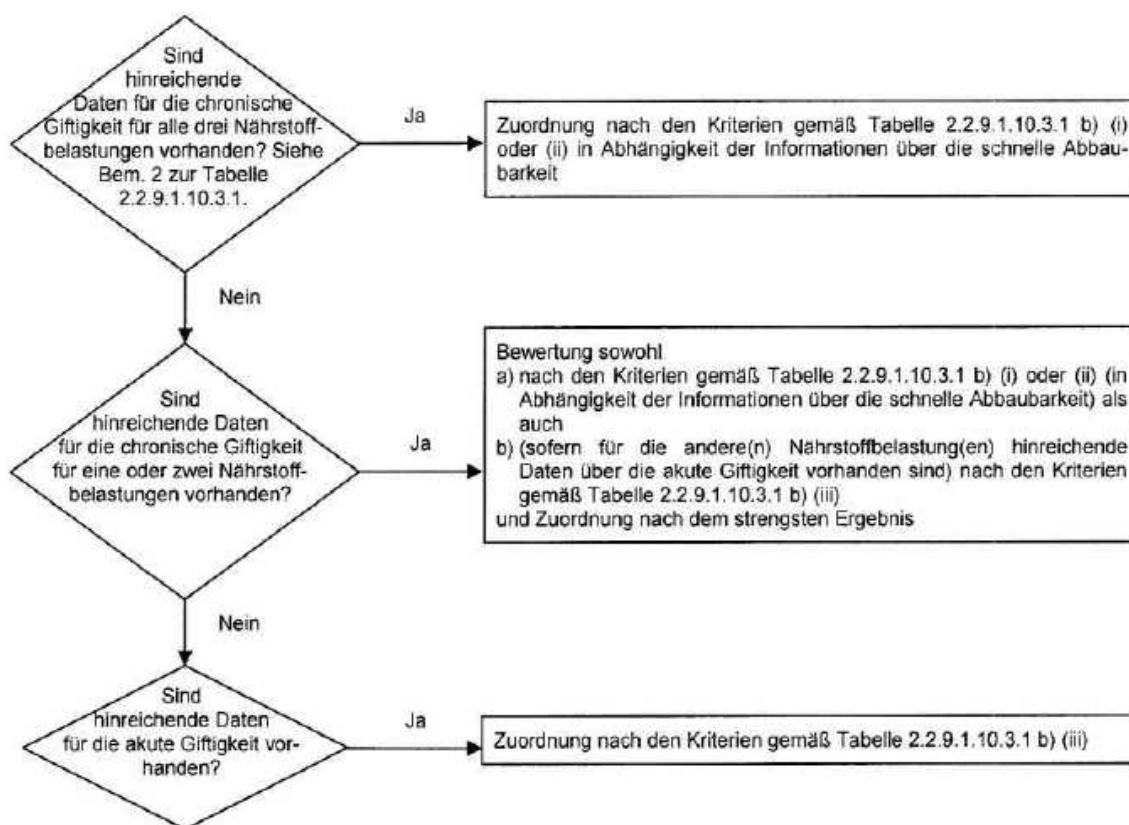 Sind
hinreichende
Daten für die chronische
Giftigkeit für alle drei Nährstoff-
belastungen vorhanden? Siehe
Bem. 2 zur Tabelle
2.2.9.1.10.3.1.
Ja
Zuordnung nach den Kriterien gemäß Tabelle 2.2.9.1.10.3.1 b) (i)
oder (ii) in Abhängigkeit der Informationen über die schnelle Abbau-
barkeit
Nein
Sind
hinreichende Daten
für die chronische Giftigkeit
für eine oder zwei Nährstoff-
belastungen vorhanden?
Ja
Bewertung sowohl
a) nach den Kriterien gemäß Tabelle 2.2.9.1.10.3.1 b) (i) oder (ii) (in
Abhängigkeit der Informationen über die schnelle Abbaubarkeit) als
auch
b) (sofern für die andere(n) Nährstoffbelastung(en) hinreichende
Daten über die akute Giftigkeit vorhanden sind) nach den Kriterien
gemäß Tabelle 2.2.9.1.10.3.1 b) (iii)
und Zuordnung nach dem strengsten Ergebnis
Nein
Sind
hinreichende Daten
für die akute Giftigkeit vor-
handen?
Ja
Zuordnung nach den Kriterien gemäß Tabelle 2.2.9.1.10.3.1 b) (iii)